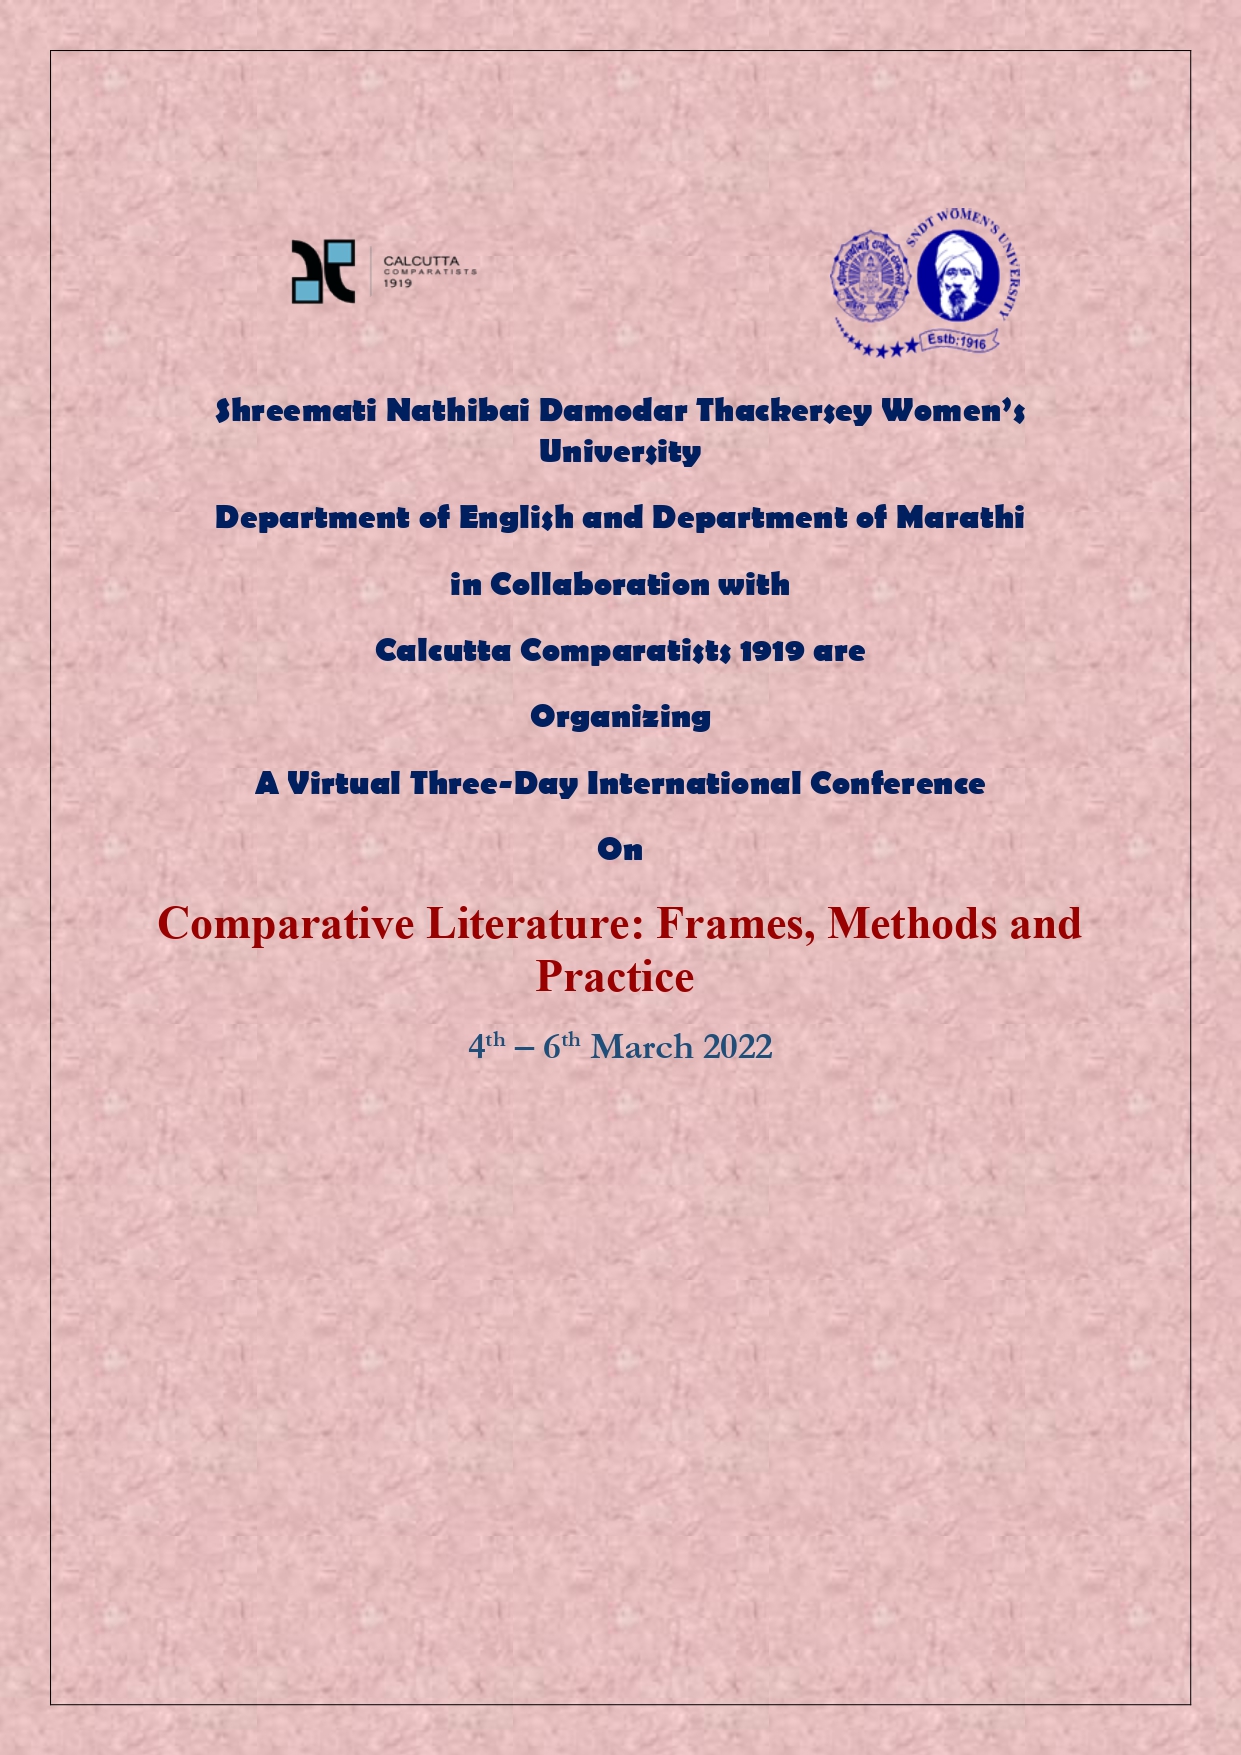 CALCUTTA
COMPARATISTS
1919
SNDT WOMEN'S UNIVERSITY
Estb:1916
Shreemati Nathibai Damodar Thackersey Women's
University
Department of English and Department of Marathi
in Collaboration with
Calcutta Comparatists 1919 are
Organizing
A Virtual Three-Day International Conference
On
Comparative Literature: Frames, Methods and
Practice
4th – 6th March 2022